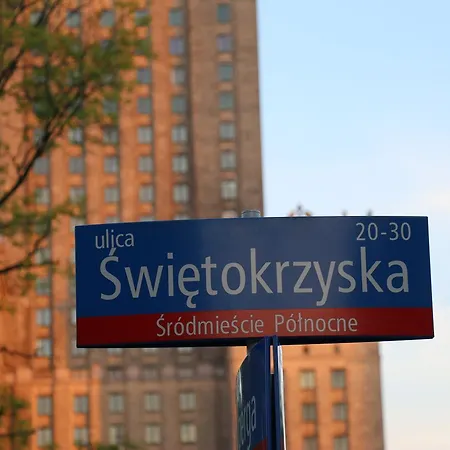 ulica 20-30
Świętokrzyska
Śródmieście Północne